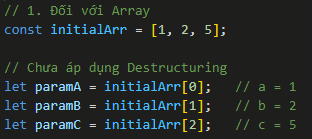 // 1. Đối với Array
const initialArr = [1, 2, 5];
// Chưa áp dụng Destructuring
let paramA = initialArr[0];   // a = 1
let paramB = initialArr[1];   // b = 2
let paramC = initialArr[2];   // c = 5